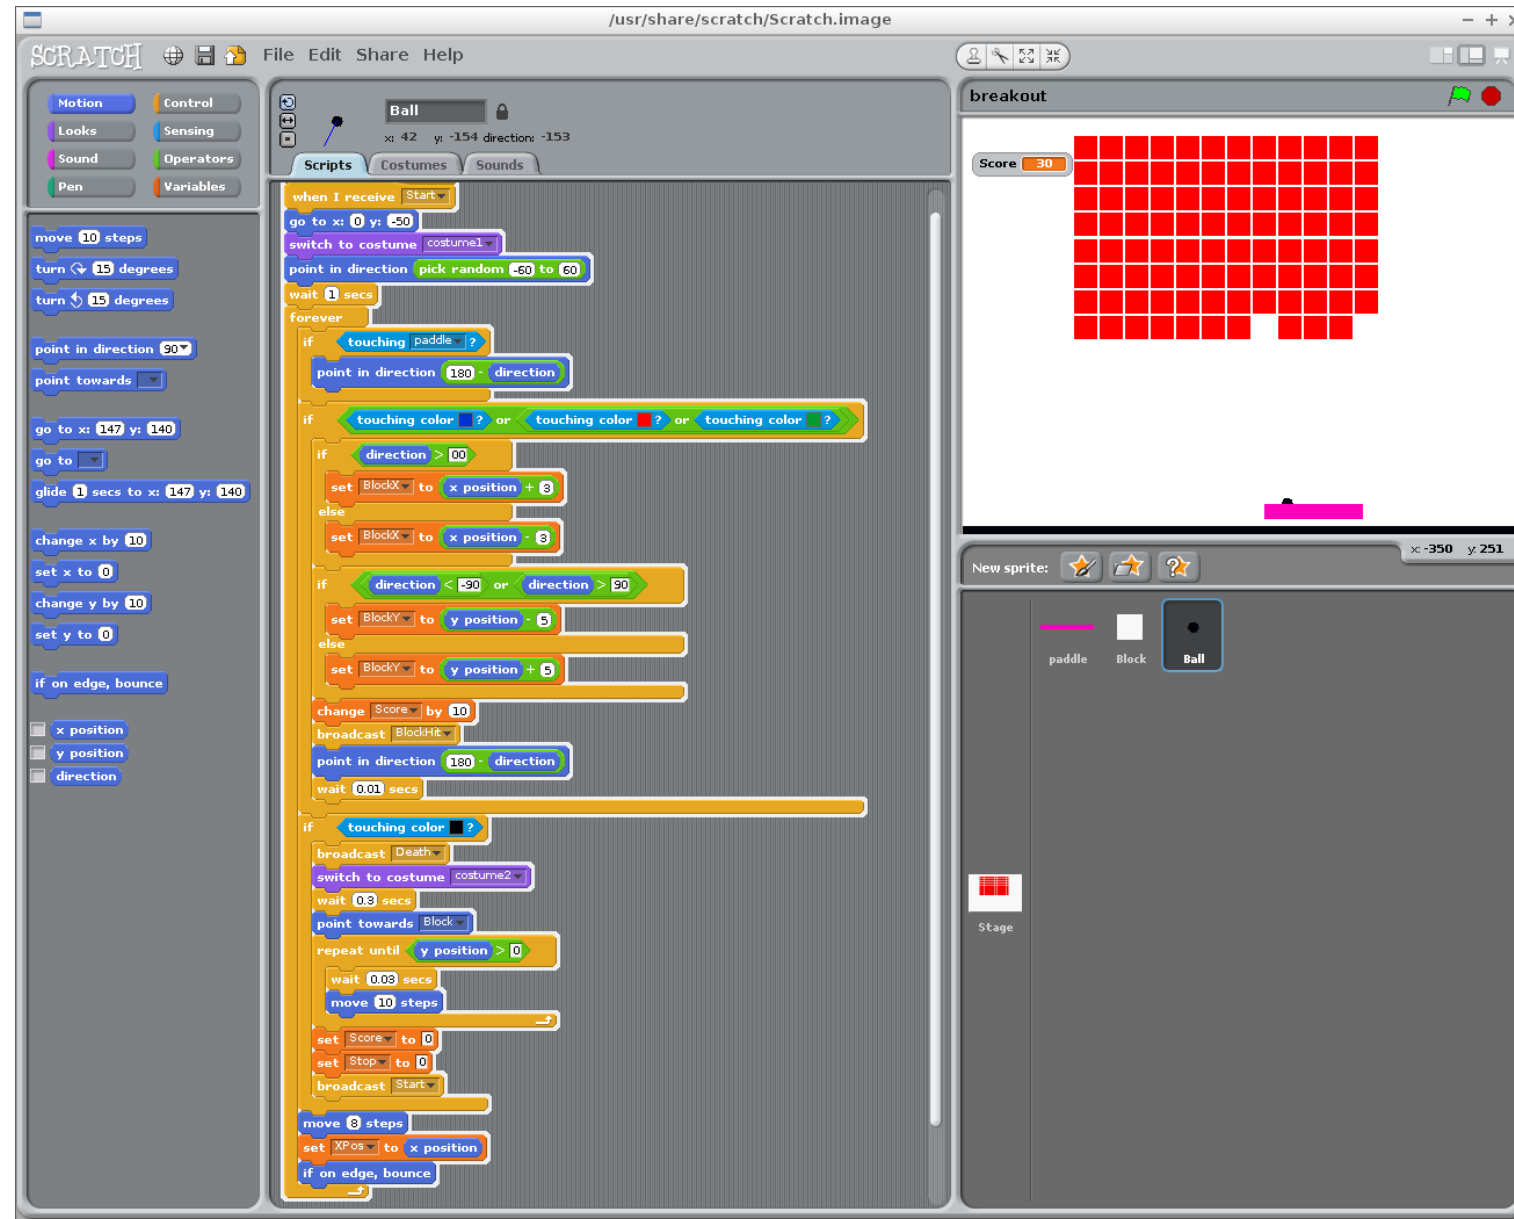 /usr/share/scratch/Scratch.image
SCRATCH File Edit Share Help
Motion Control
Looks Sensing
Sound Operators
Pen Variables
move 10 steps
turn 15 degrees
turn 15 degrees
point in direction 90
point towards
go to x: 147 y: 140
go to
glide 1 secs to x: 147 y: 140
change x by 10
set x to 0
change y by 10
set y to 0
if on edge, bounce
x position
y position
direction
Ball
x: 42 y: -154 direction: -153
Scripts Costumes Sounds
when I receive Start
go to x: 0 y: -50
switch to costume costume1
point in direction pick random -60 to 60
wait 1 secs
forever
if touching paddle ?
point in direction 180 - direction
if touching color ? or touching color ? or touching color ?
if direction > 00
set BlockX to x position + 3
else
set BlockX to x position - 3
if direction < -90 or direction > 90
set BlockY to y position - 5
else
set BlockY to y position + 5
change Score by 10
broadcast BlockHit
point in direction 180 - direction
wait 0.01 secs
if touching color ?
broadcast Death
switch to costume costume2
wait 0.3 secs
point towards Block
repeat until y position > 0
wait 0.03 secs
move 10 steps
set Score to 0
set Stop to 0
broadcast Start
move 8 steps
set XPos to x position
if on edge, bounce
breakout
Score 30
x: -350 y: 251
New sprite:
paddle Block Ball
Stage